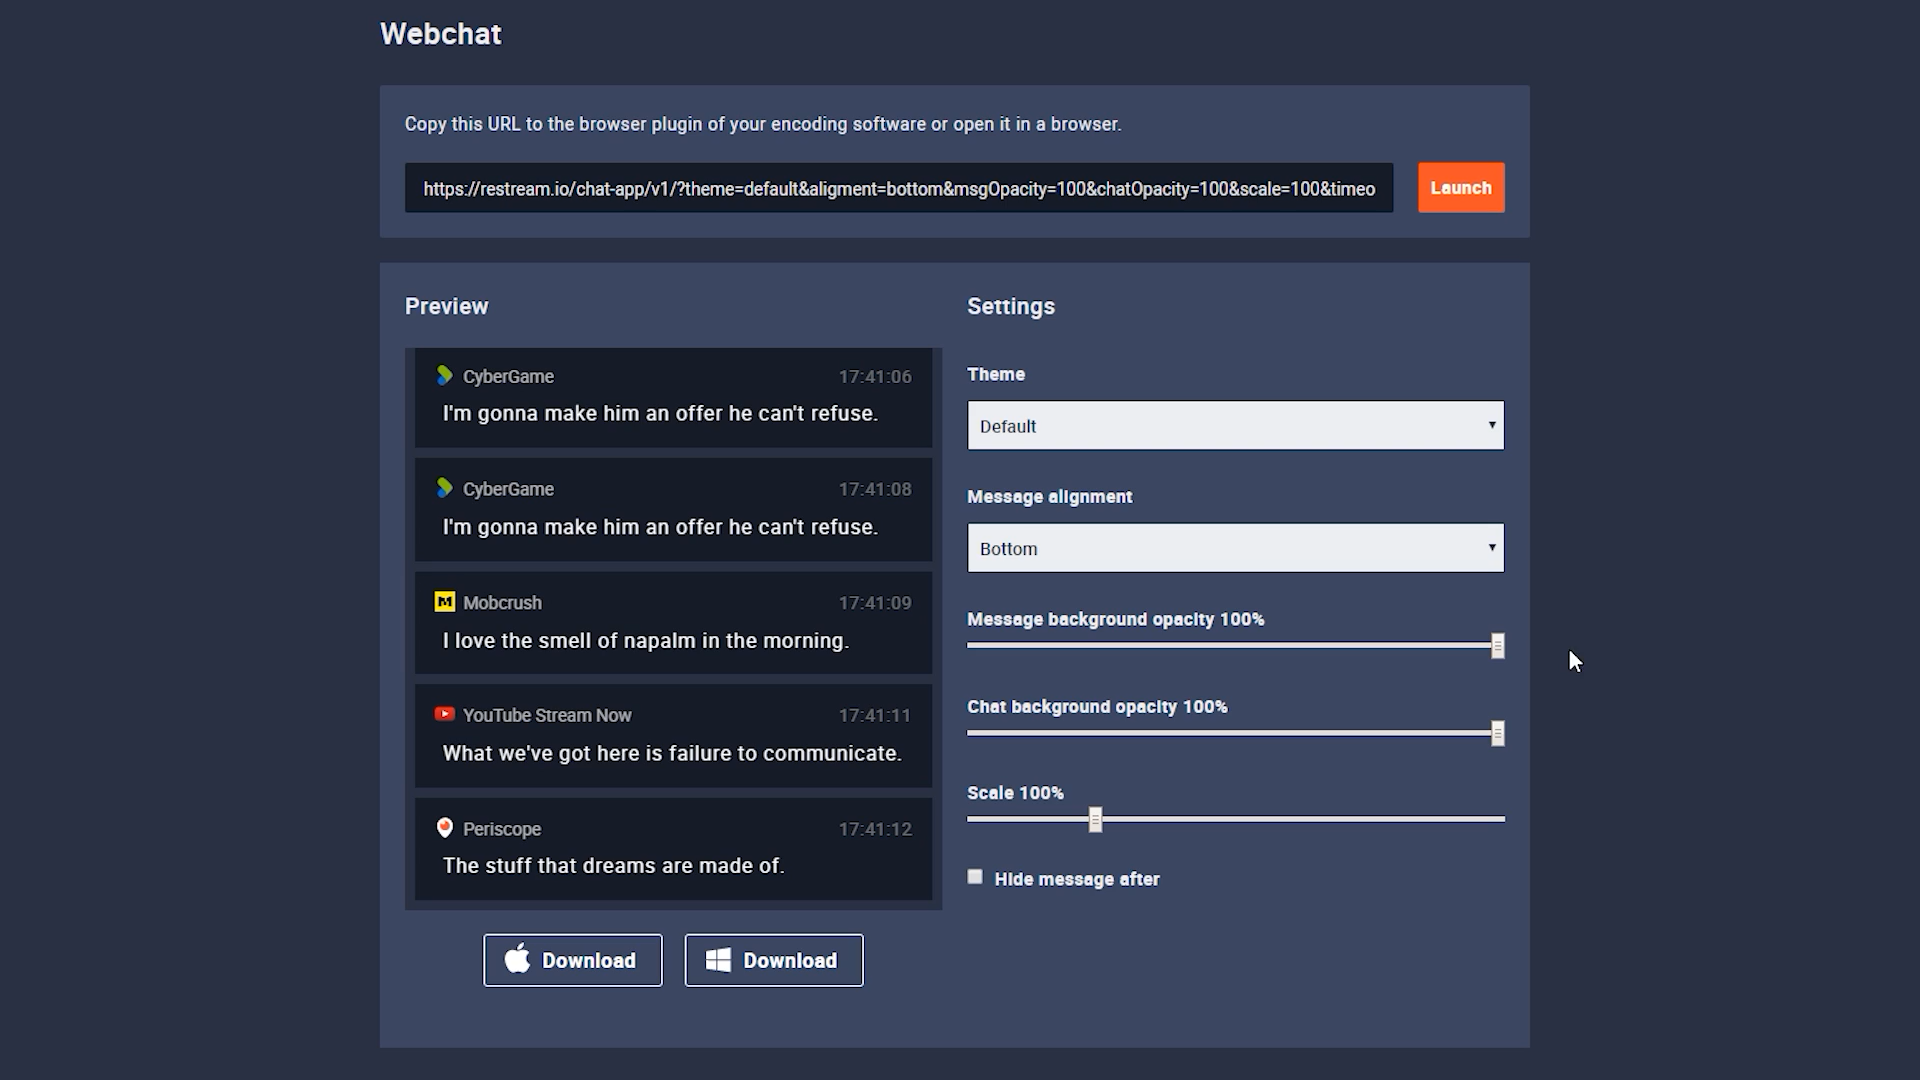 Webchat
Copy this URL to the browser plugin of your encoding software or open it in a browser.
https://restream.io/chat-app/v1/?theme=default&aligment=bottom&msgOpacity=100&chatOpacity=100&scale=100&timeo
Launch
Preview
CyberGame 17:41:06
I'm gonna make him an offer he can't refuse.
CyberGame 17:41:08
I'm gonna make him an offer he can't refuse.
Mobcrush 17:41:09
I love the smell of napalm in the morning.
YouTube Stream Now 17:41:11
What we've got here is failure to communicate.
Periscope 17:41:12
The stuff that dreams are made of.
Download
Download
Settings
Theme
Default
Message alignment
Bottom
Message background opacity 100%
Chat background opacity 100%
Scale 100%
Hide message after